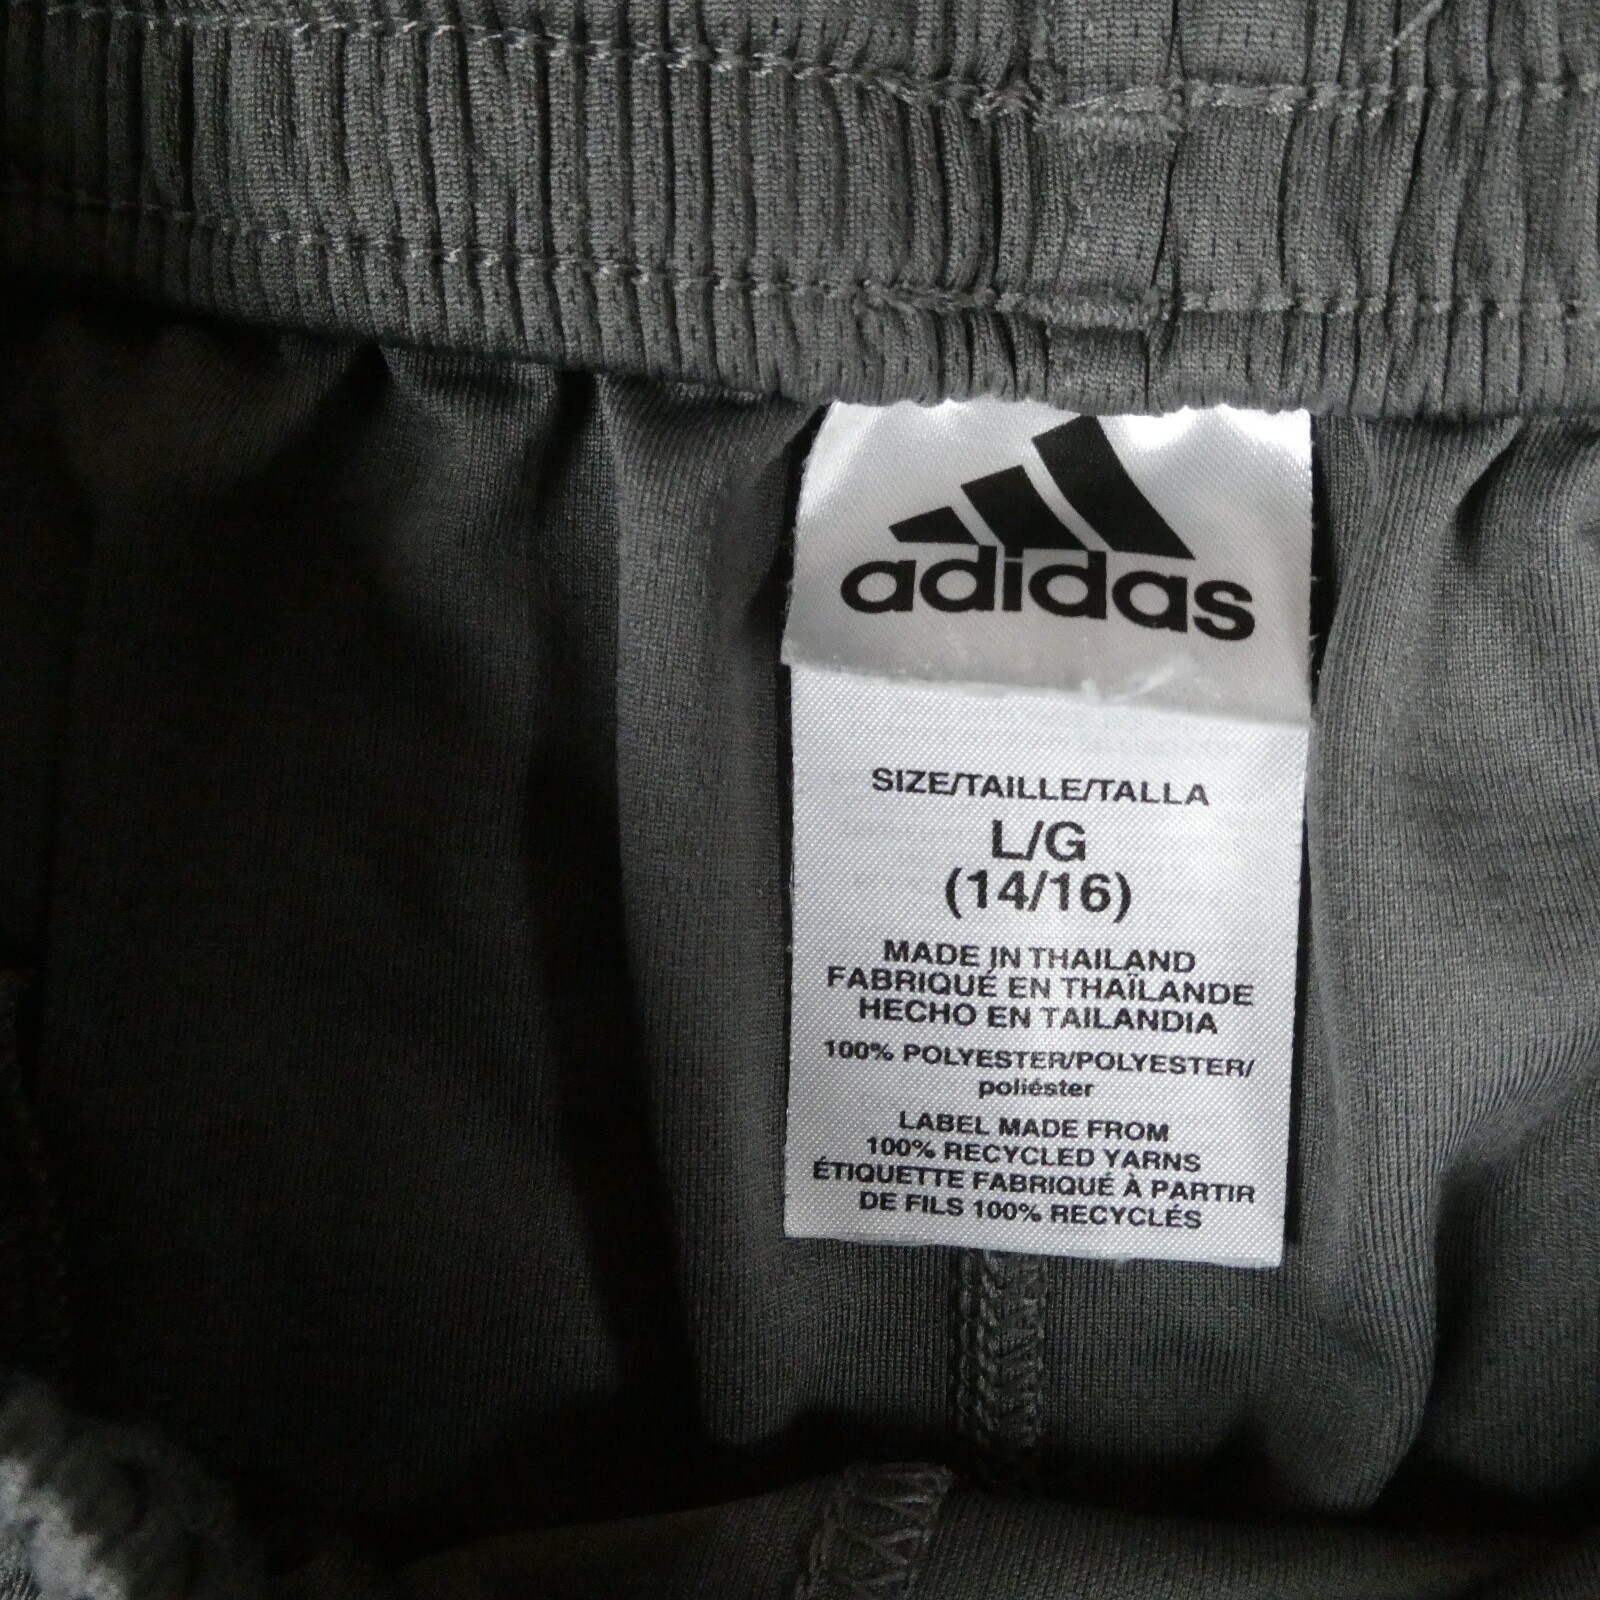 adidas
SIZE/TAILLE/TALLA
L/G
(14/16)
MADE IN THAILAND
FABRIQUÉ EN THAÏLANDE
HECHO EN TAILANDIA
100% POLYESTER/POLYESTER/
poliéster
LABEL MADE FROM
100% RECYCLED YARNS
ÉTIQUETTE FABRIQUÉ À PARTIR
DE FILS 100% RECYCLÉS